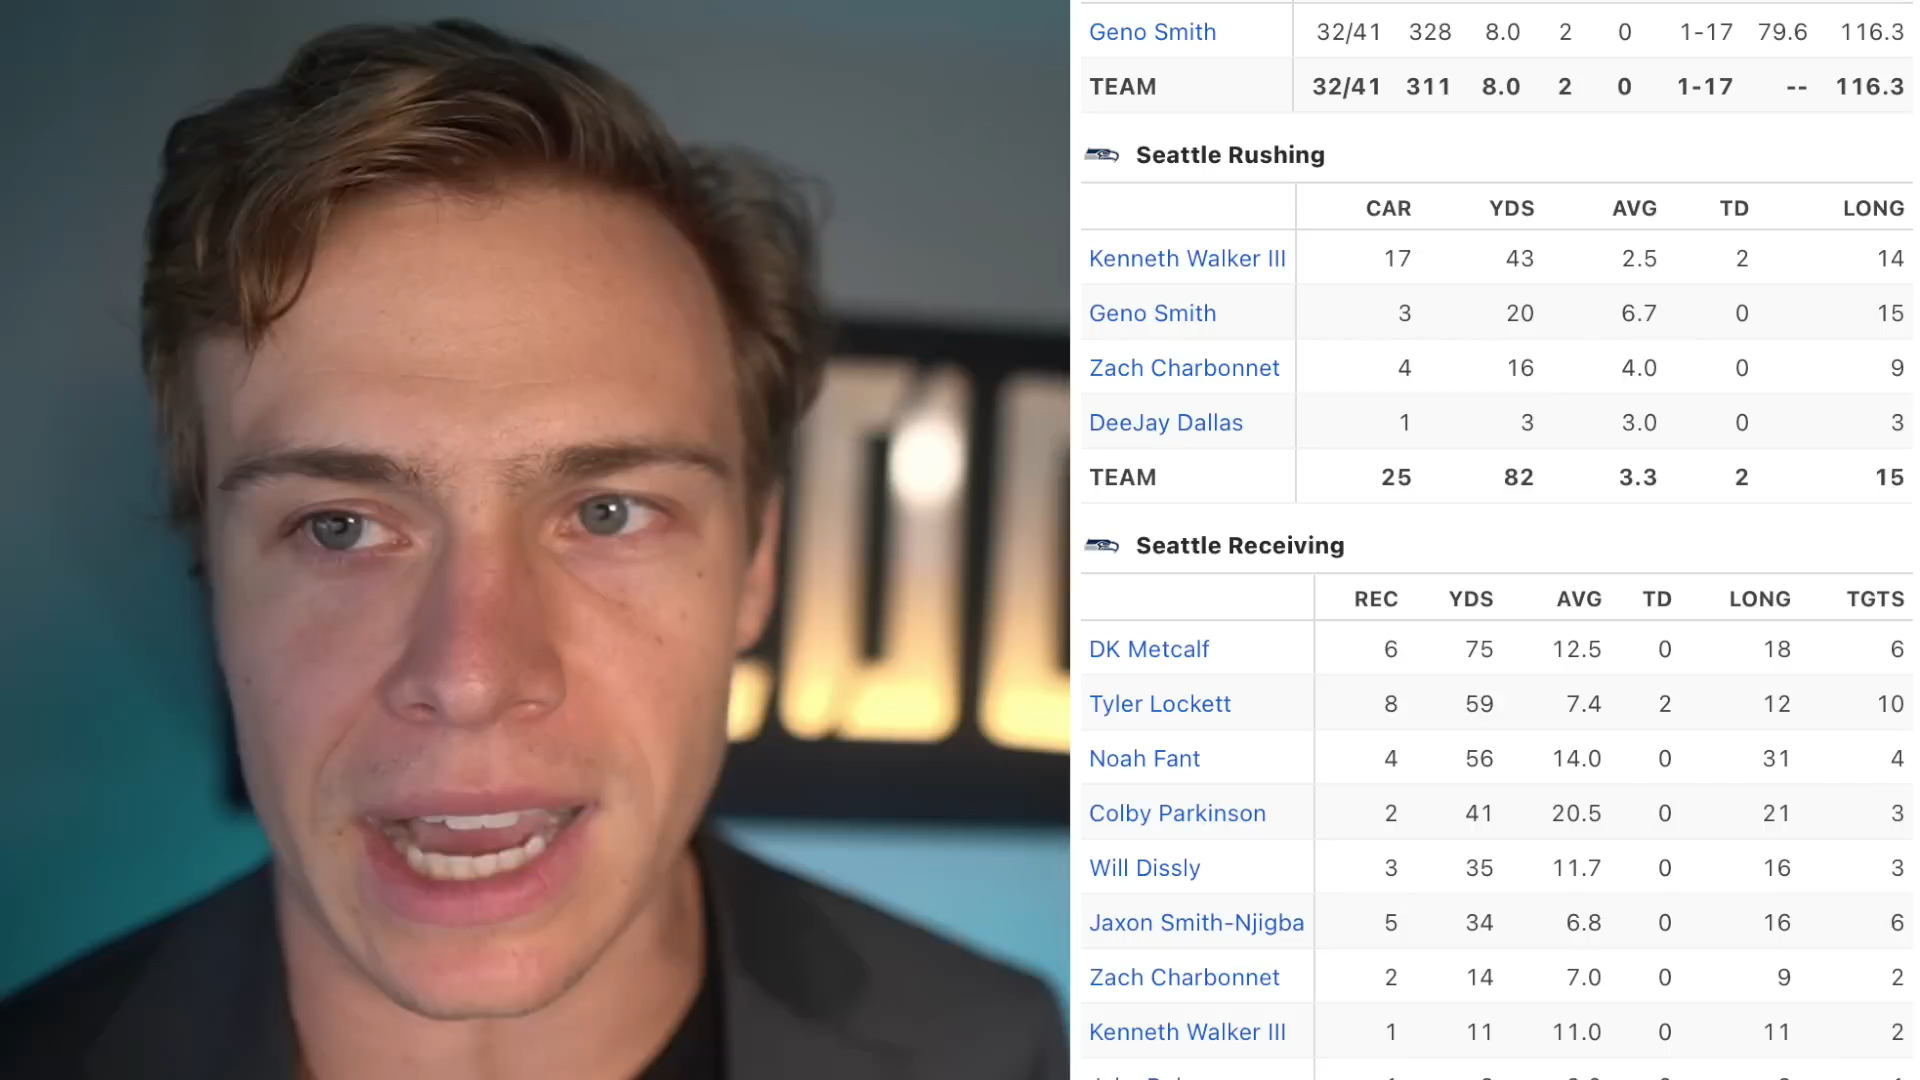 Geno Smith 32/41 328 8.0 2 0 1-17 79.6 116.3
TEAM 32/41 311 8.0 2 0 1-17 -- 116.3
Seattle Rushing
CAR YDS AVG TD LONG
Kenneth Walker III 17 43 2.5 2 14
Geno Smith 3 20 6.7 0 15
Zach Charbonnet 4 16 4.0 0 9
DeeJay Dallas 1 3 3.0 0 3
TEAM 25 82 3.3 2 15
Seattle Receiving
REC YDS AVG TD LONG TGTS
DK Metcalf 6 75 12.5 0 18 6
Tyler Lockett 8 59 7.4 2 12 10
Noah Fant 4 56 14.0 0 31 4
Colby Parkinson 2 41 20.5 0 21 3
Will Dissly 3 35 11.7 0 16 3
Jaxon Smith-Njigba 5 34 6.8 0 16 6
Zach Charbonnet 2 14 7.0 0 9 2
Kenneth Walker III 1 11 11.0 0 11 2